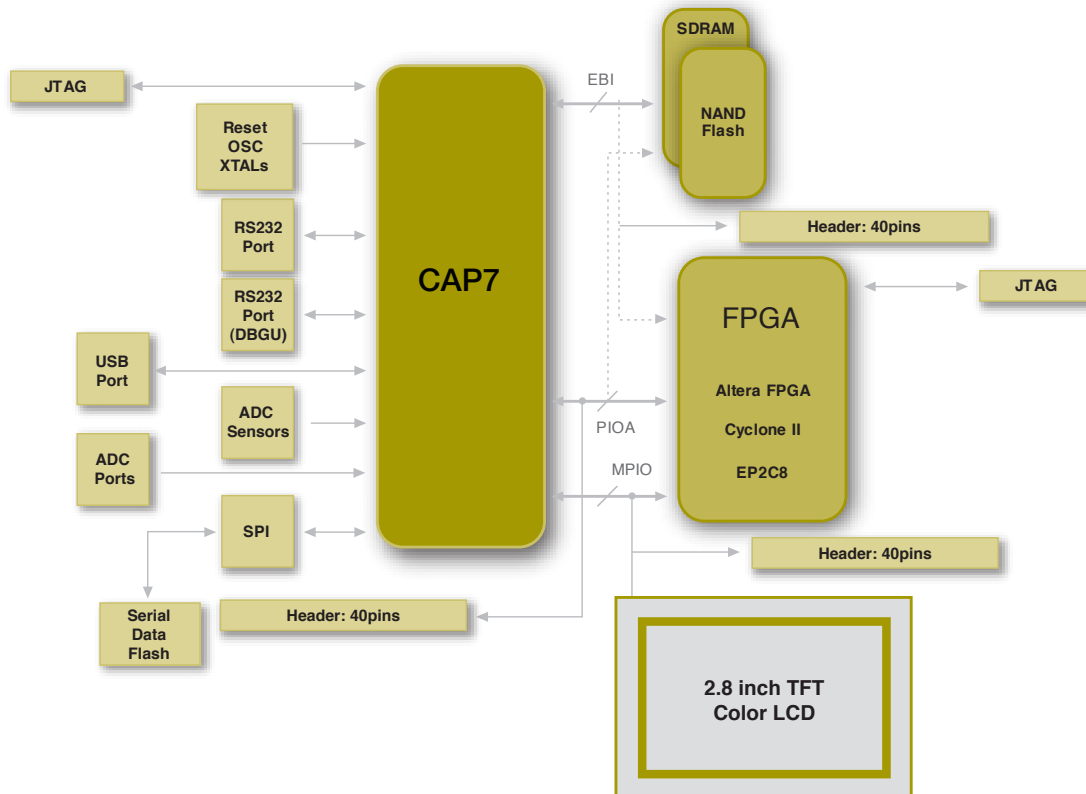 SDRAM
EBI
JTAG
NAND
Flash
Reset
OSC
XTALs
RS232
Port
Header: 40pins
CAP7
JTAG
RS232
Port
(DBGU)
FPGA
USB
Port
Altera FPGA
ADC
Sensors
PIOA
Cyclone II
ADC
Ports
MPIO
EP2C8
SPI
Header: 40pins
Serial
Data
Flash
Header: 40pins
2.8 inch TFT
Color LCD